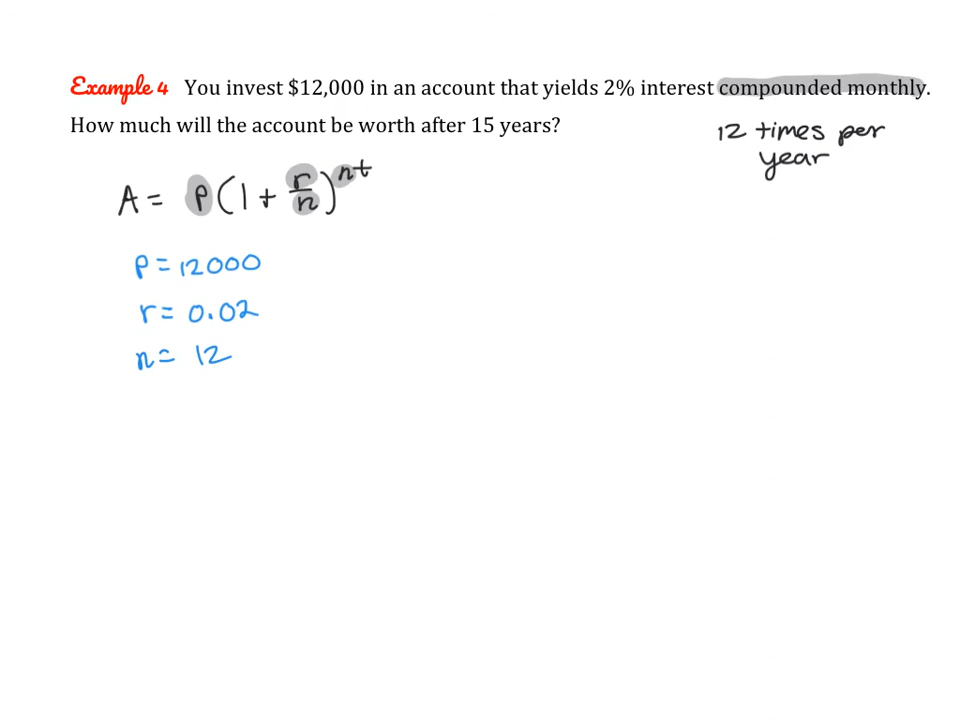 Example 4 You invest $12,000 in an account that yields 2% interest compounded monthly.
How much will the account be worth after 15 years?
12 times per
year
A = P(1 + r/n)^nt
P = 12000
r = 0.02
n = 12